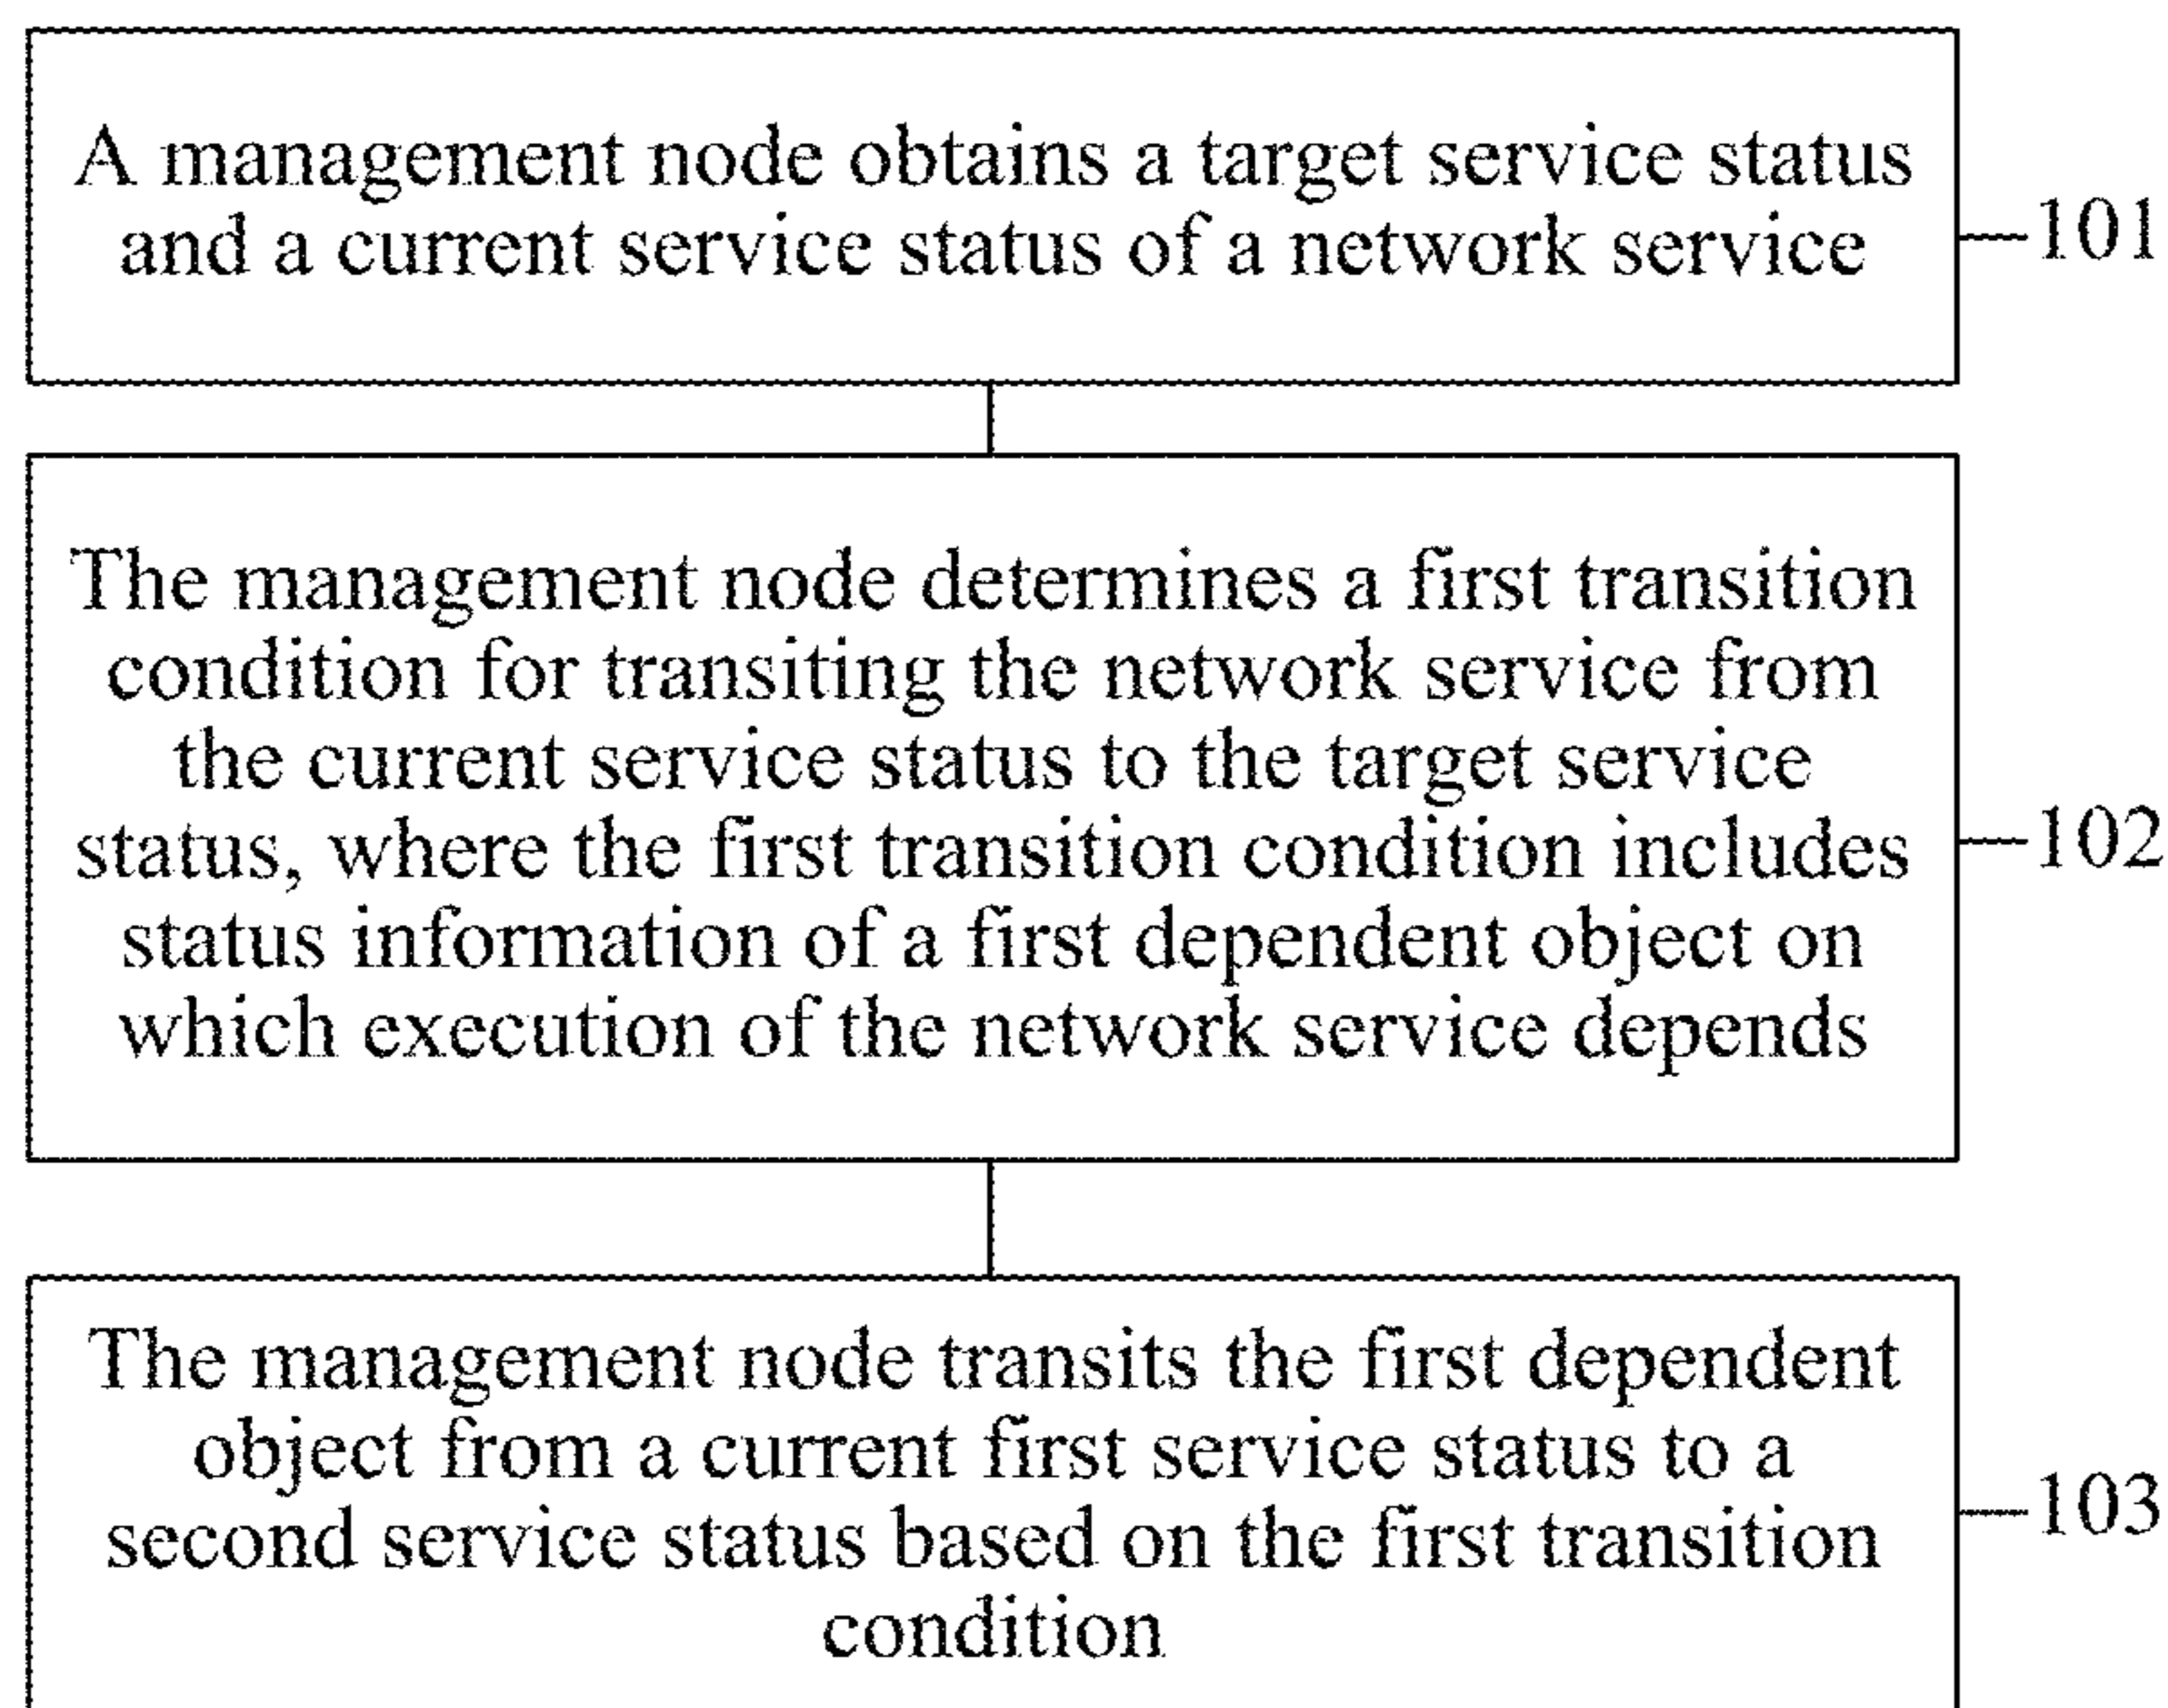 A management node obtains a target service status
and a current service status of a network service
101
The management node determines a first transition
condition for transiting the network service from
the current service status to the target service
status, where the first transition condition includes
status information of a first dependent object on
which execution of the network service depends
102
The management node transits the first dependent
object from a current first service status to a
second service status based on the first transition
condition
103